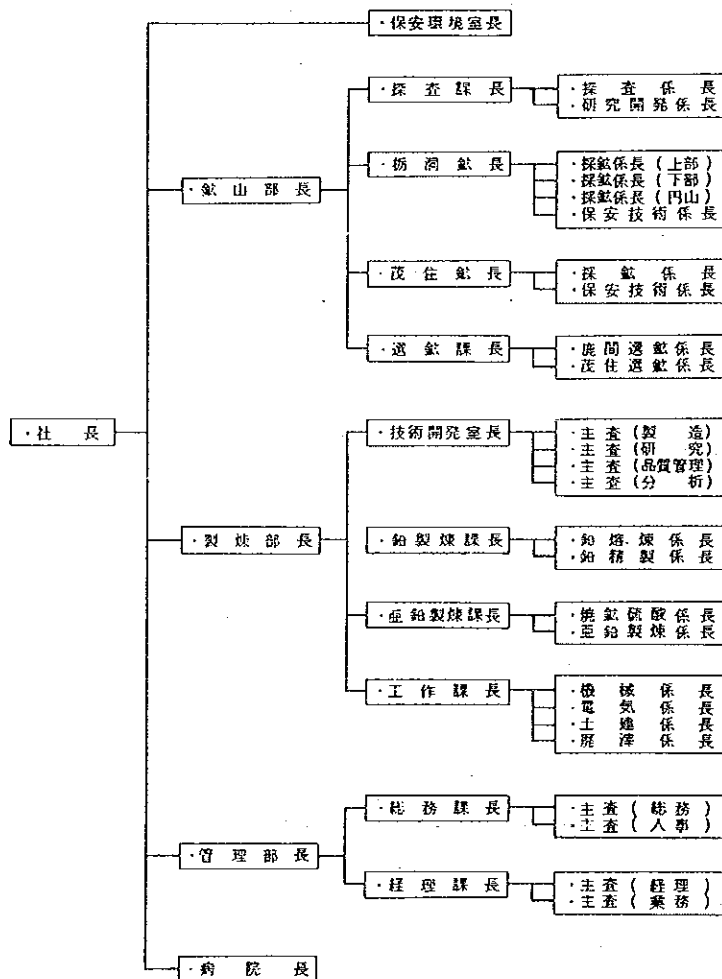 ・社長
・保安環境室長
・鉱山部長
・探査課長
・探査係長
・研究開発係長
・栃洞鉱長
・採鉱係長(上部)
・採鉱係長(下部)
・採鉱係長(円山)
・保安技術係長
・茂住鉱長
・採鉱係長
・保安技術係長
・選鉱課長
・鹿間選鉱係長
・茂住選鉱係長
・製煉部長
・技術開発室長
・主査(製造)
・主査(研究)
・主査(品質管理)
・主査(分析)
・鉛製煉課長
・鉛熔煉係長
・鉛精製係長
・亜鉛製煉課長
・焼鉱硫酸係長
・亜鉛製煉係長
・工作課長
・機械係長
・電気係長
・土建係長
・廃滓係長
・管理部長
・総務課長
・主査(総務)
・主査(人事)
・経理課長
・主査(経理)
・主査(業務)
・病院長